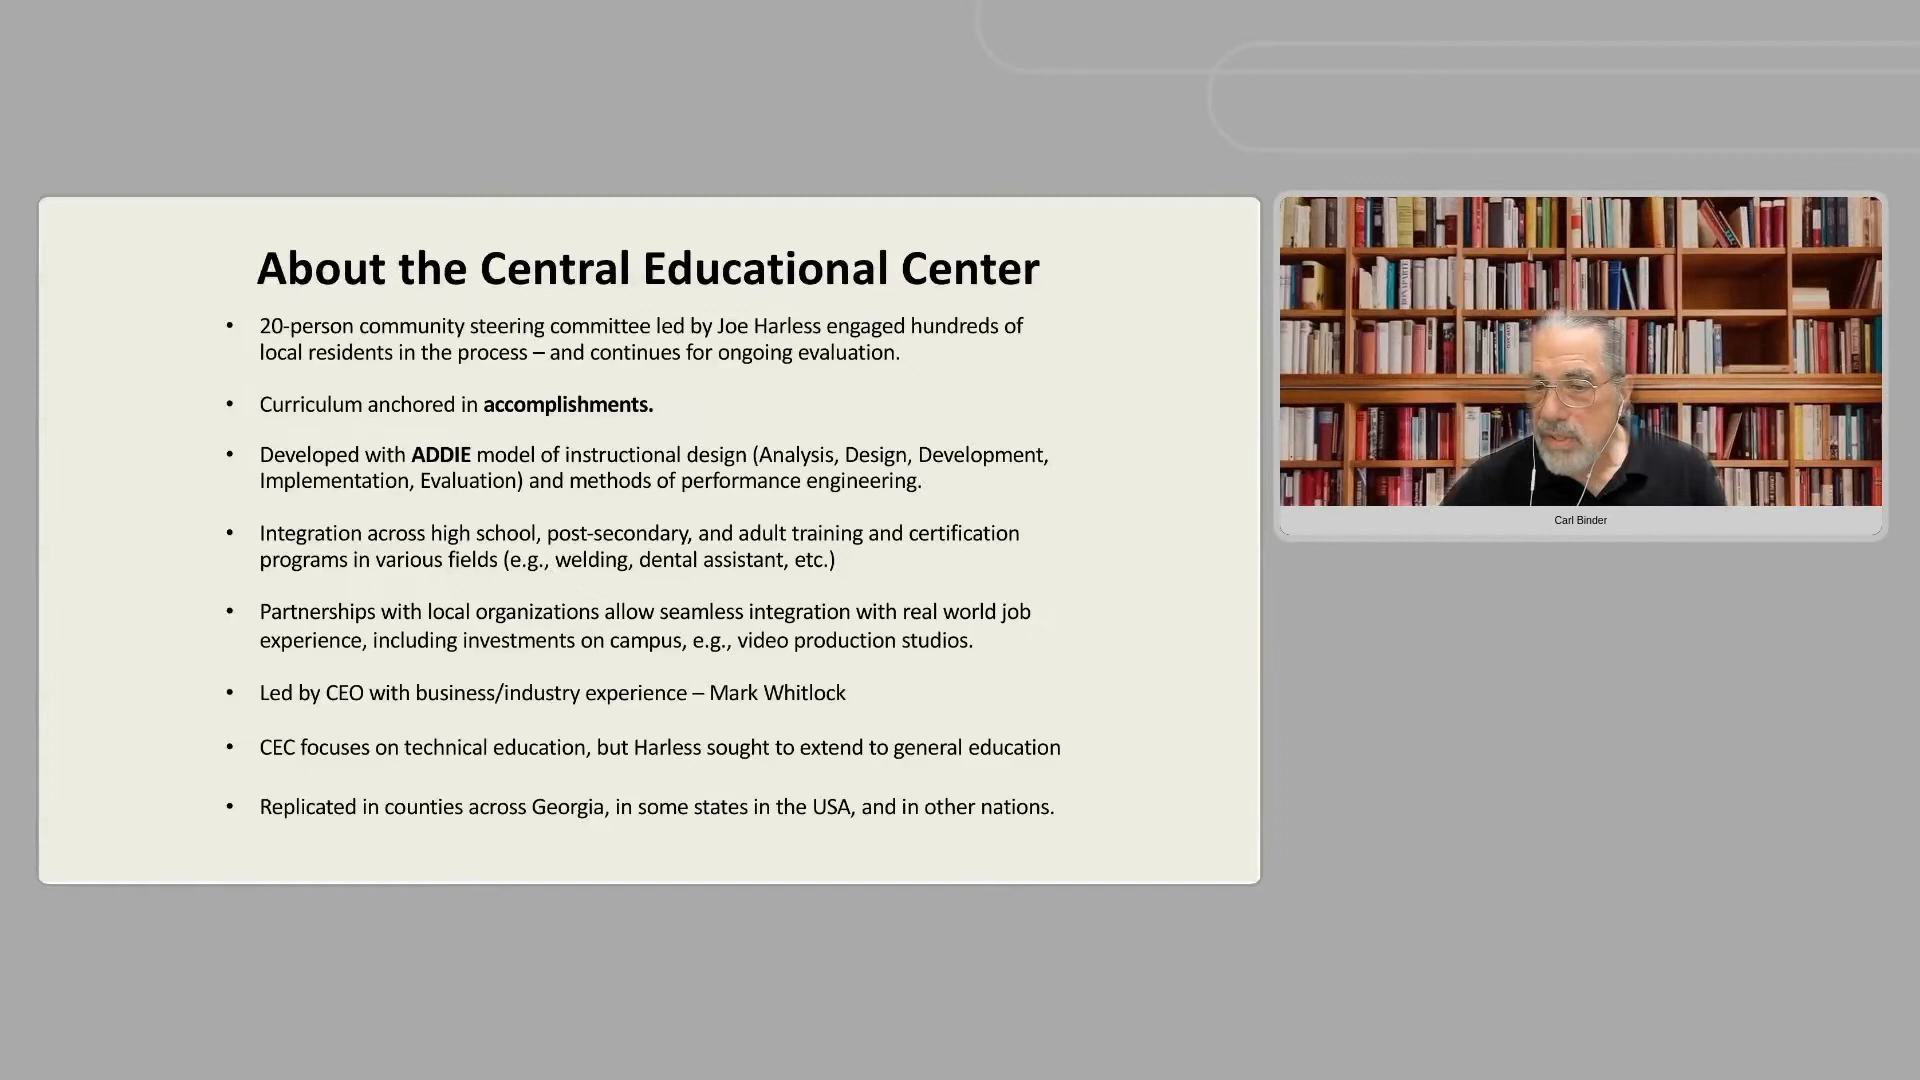 About the Central Educational Center
• 20-person community steering committee led by Joe Harless engaged hundreds of
local residents in the process – and continues for ongoing evaluation.
• Curriculum anchored in accomplishments.
• Developed with ADDIE model of instructional design (Analysis, Design, Development,
Implementation, Evaluation) and methods of performance engineering.
• Integration across high school, post-secondary, and adult training and certification
programs in various fields (e.g., welding, dental assistant, etc.)
• Partnerships with local organizations allow seamless integration with real world job
experience, including investments on campus, e.g., video production studios.
• Led by CEO with business/industry experience – Mark Whitlock
• CEC focuses on technical education, but Harless sought to extend to general education
• Replicated in counties across Georgia, in some states in the USA, and in other nations.
Carl Binder